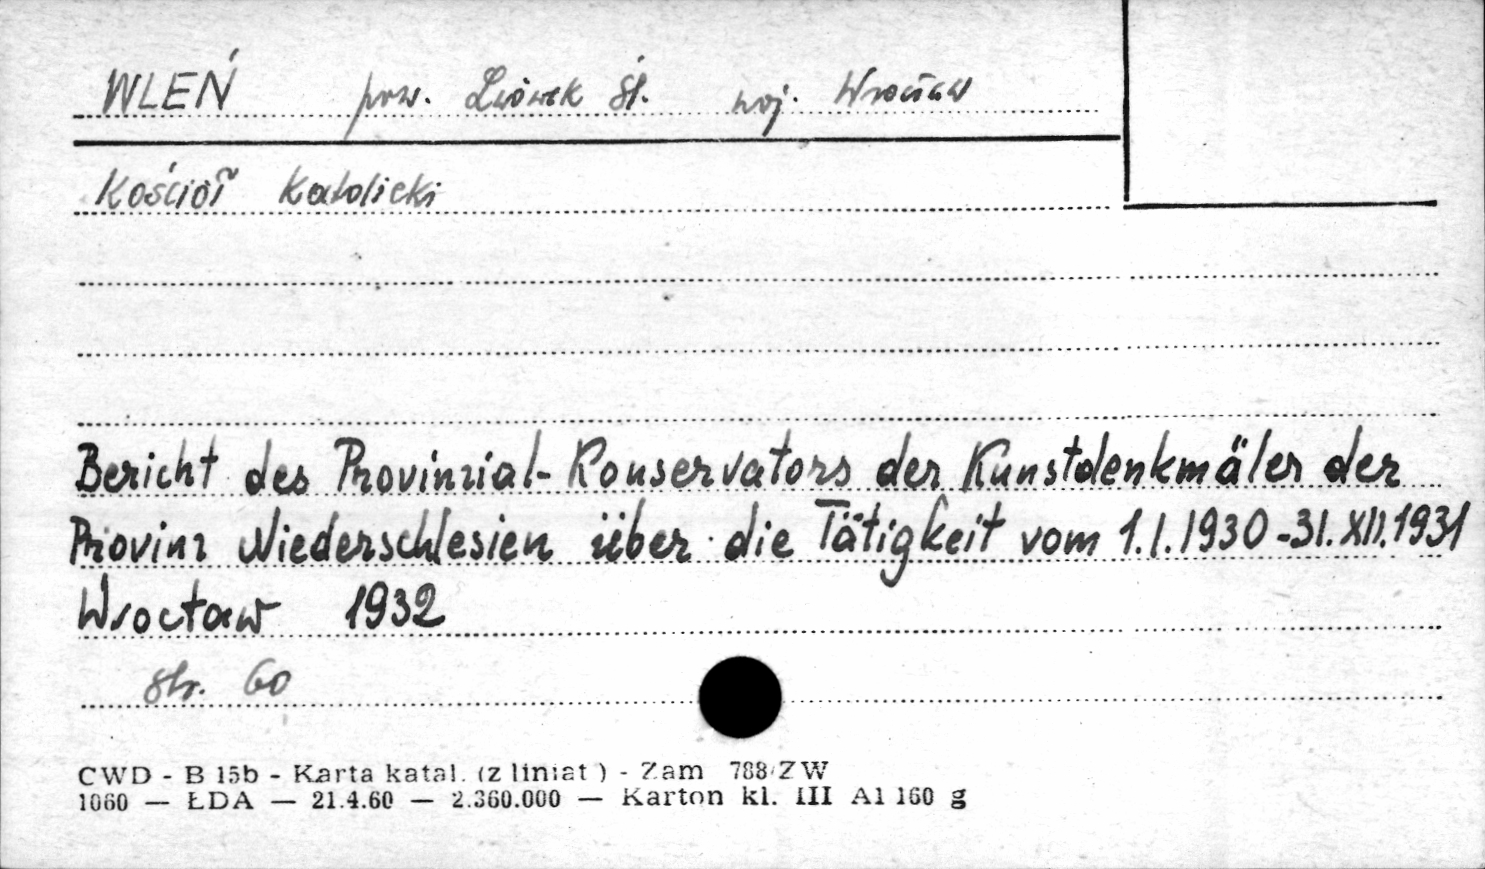 WLEŃ pow. Lwówek Śl. woj. Wrocław
Kościół Katolicki
Bericht des Provinzial-Konservators der Kunstdenkmäler der
Provinz Niederschlesien über die Tätigkeit vom 1.I.1930-31.XII.1931
Wrocław 1932
str. 60
CWD - B 15b - Karta katal. (z liniat) - Zam 788/ZW
1060 — ŁDA — 21.4.60 — 2.360.000 — Karton kl. III A1 160 g